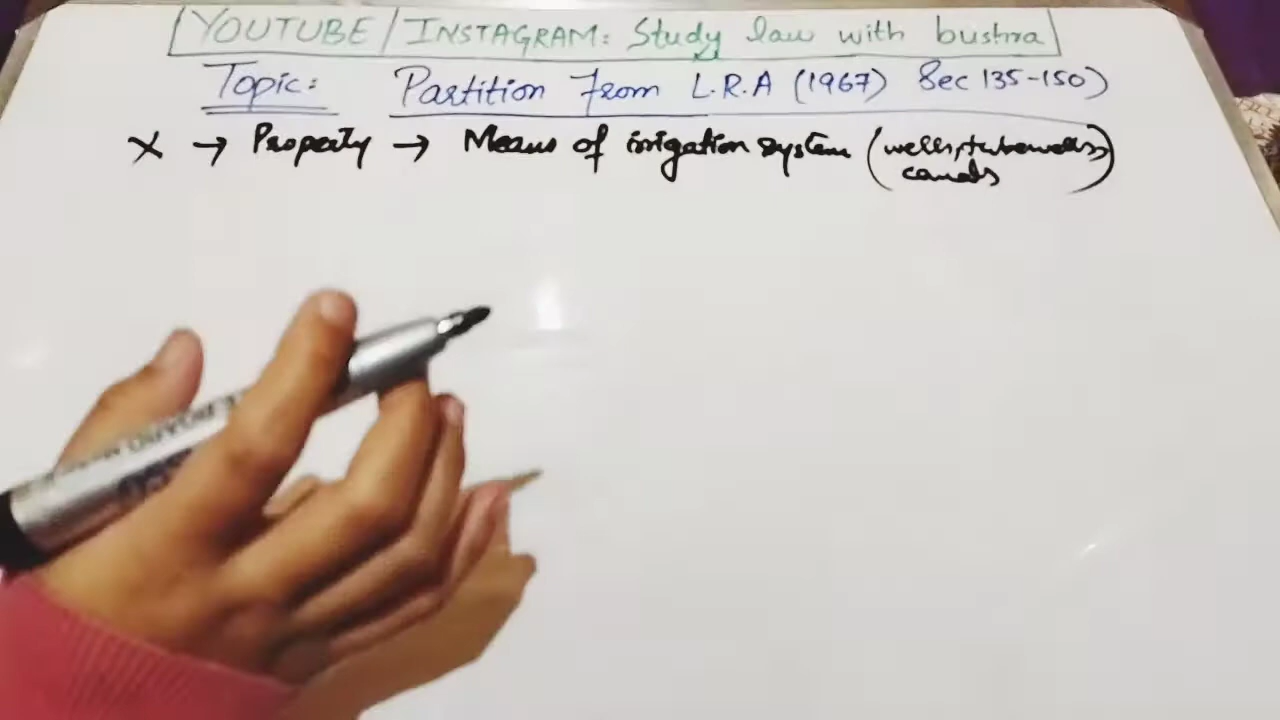 YOUTUBE / INSTAGRAM: Study law with bushra
Topic: Partition From L.R.A (1967) Sec 135-150)
X → Property → Means of irrigation system (wells, tubewells,
canals)